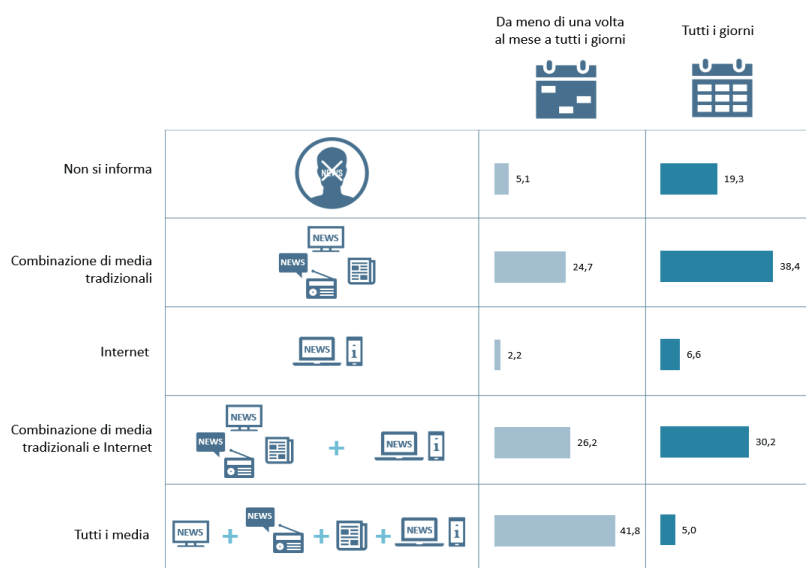 Da meno di una volta
al mese a tutti i giorni
Tutti i giorni
Non si informa
NEWS
5,1
19,3
Combinazione di media
tradizionali
NEWS
NEWS
24,7
38,4
Internet
NEWS
i
2,2
6,6
Combinazione di media
tradizionali e Internet
NEWS
NEWS
+
NEWS
i
26,2
30,2
Tutti i media
NEWS
+
NEWS
+
+
NEWS
i
41,8
5,0